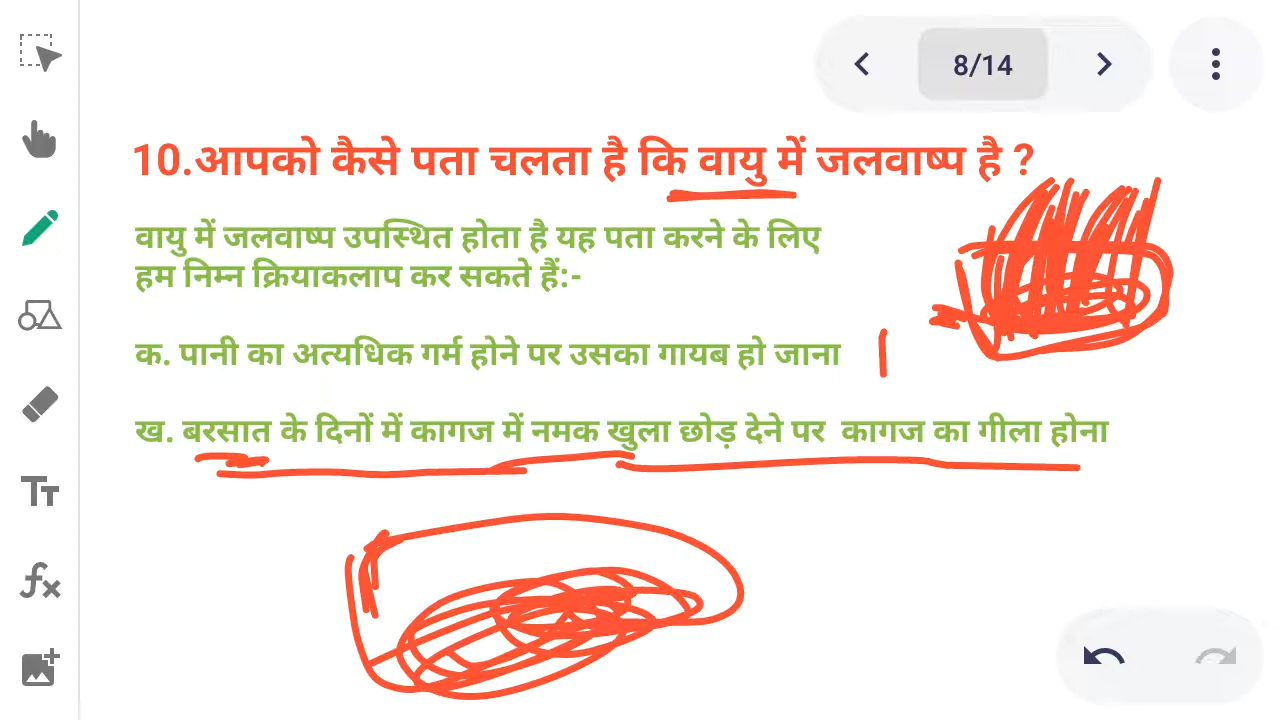 8/14
10.आपको कैसे पता चलता है कि वायु में जलवाष्प है ?
वायु में जलवाष्प उपस्थित होता है यह पता करने के लिए
हम निम्न क्रियाकलाप कर सकते हैं:-
क. पानी का अत्यधिक गर्म होने पर उसका गायब हो जाना
ख. बरसात के दिनों में कागज में नमक खुला छोड़ देने पर  कागज का गीला होना